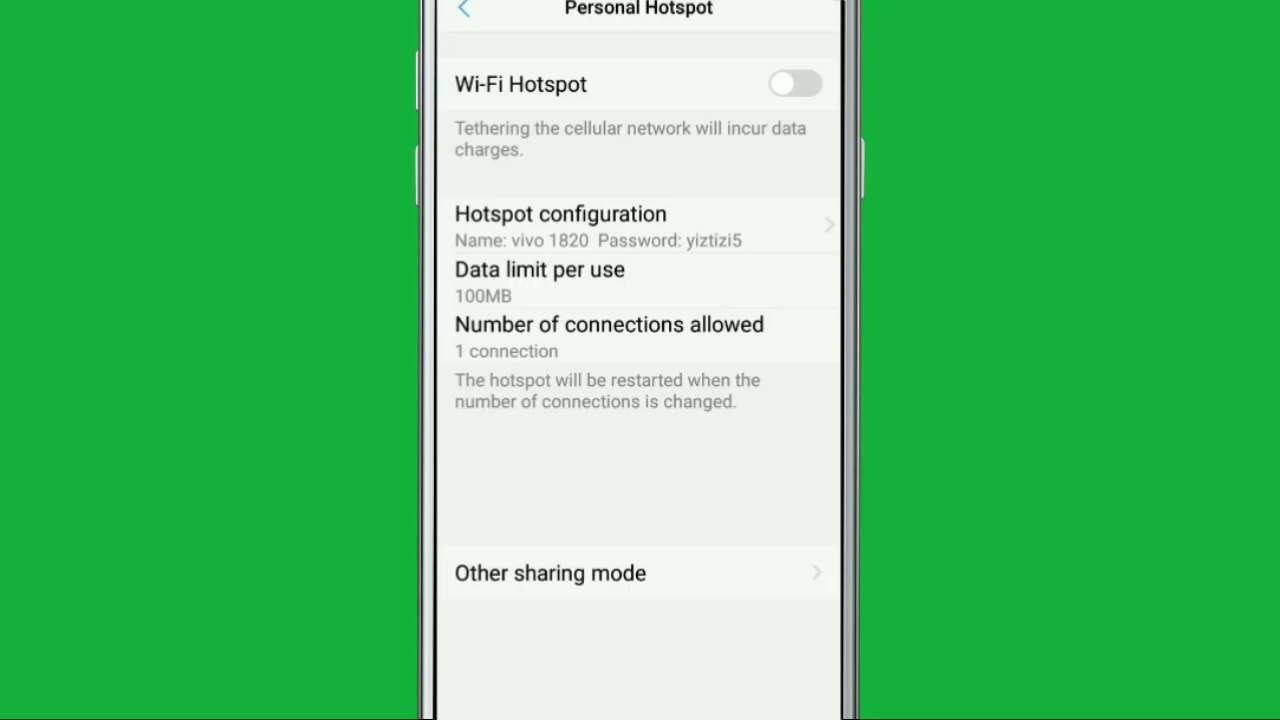 Personal Hotspot
Wi-Fi Hotspot
Tethering the cellular network will incur data
charges.
Hotspot configuration
Name: vivo 1820  Password: yiztizi5
Data limit per use
100MB
Number of connections allowed
1 connection
The hotspot will be restarted when the
number of connections is changed.
Other sharing mode